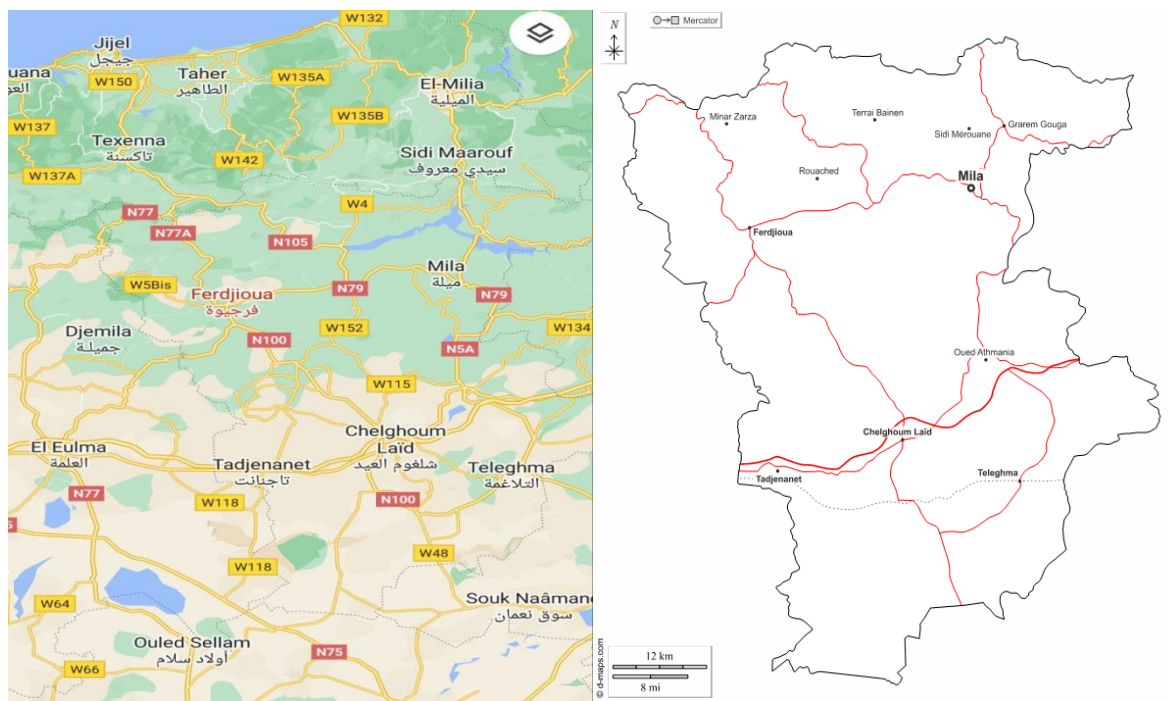 W132
Jijel
جيجل
Taher
الطاهير
uana
العو
W150
W135A
El-Milia
الميلية
W137
W135B
Texenna
تاكسنة
W142
Sidi Maarouf
سيدي معروف
W137A
N77
W4
N77A
N105
Mila
ميلة
W5Bis
Ferdjioua
فرجيوة
N79
N79
Djemila
جميلة
W152
W134
N100
N5A
W115
Chelghoum
Laïd
شلغوم العيد
El Eulma
العلمة
Tadjenanet
تاجنانت
Teleghma
التلاغمة
N77
W118
N100
5
W48
W118
W64
Souk Naâmane
سوق نعمان
Ouled Sellam
أولاد سلام
N75
W66
N
Mercator
Minar Zarza
Terrai Bainen
Sidi Mérouane
Grarem Gouga
Rouached
Mila
Ferdjioua
Oued Athmania
Chelghoum Laïd
Tadjenanet
Teleghma
12 km
8 mi
© d-maps.com